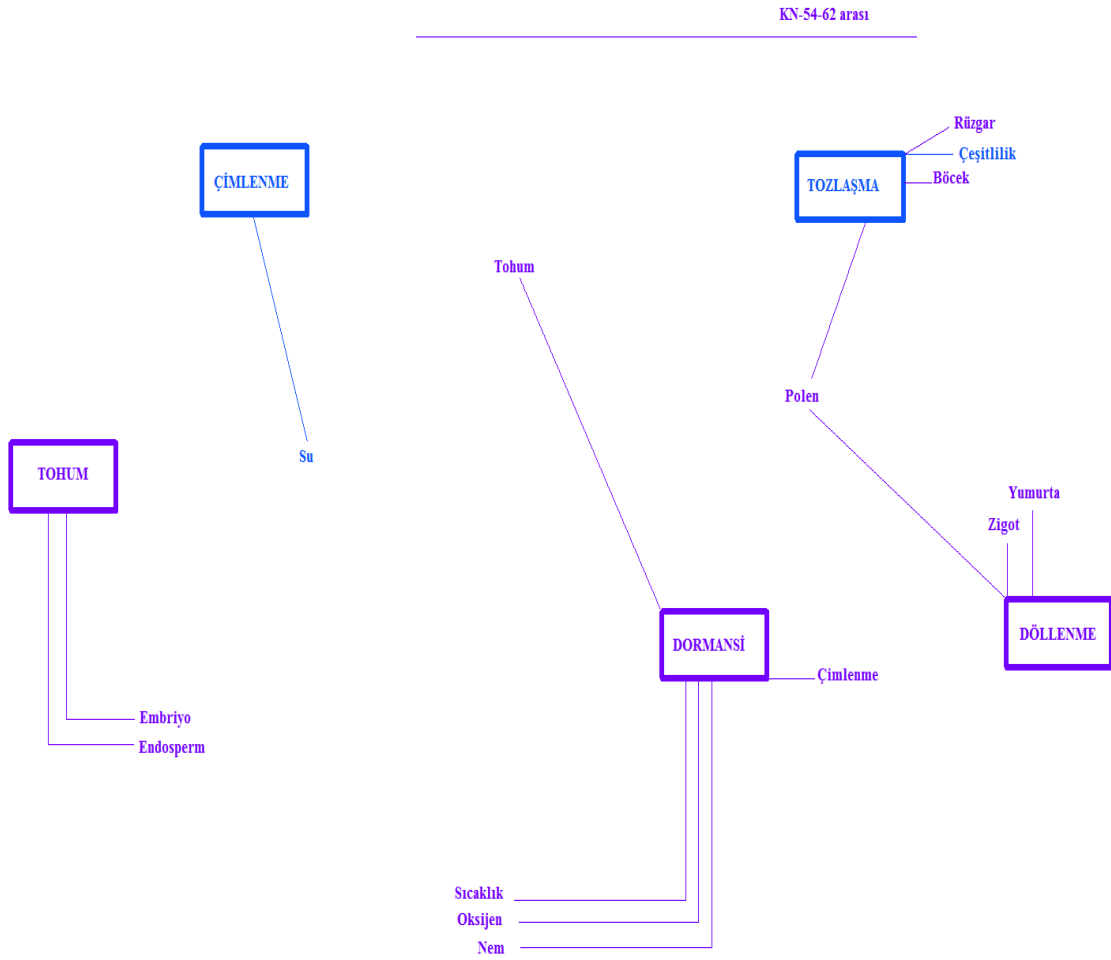 KN-54-62 arası
Rüzgar
Çeşitlilik
Böcek
ÇİMLENME
TOZLAŞMA
Tohum
Polen
Su
TOHUM
Yumurta
Zigot
DORMANSİ
DÖLLENME
Çimlenme
Embriyo
Endosperm
Sıcaklık
Oksijen
Nem